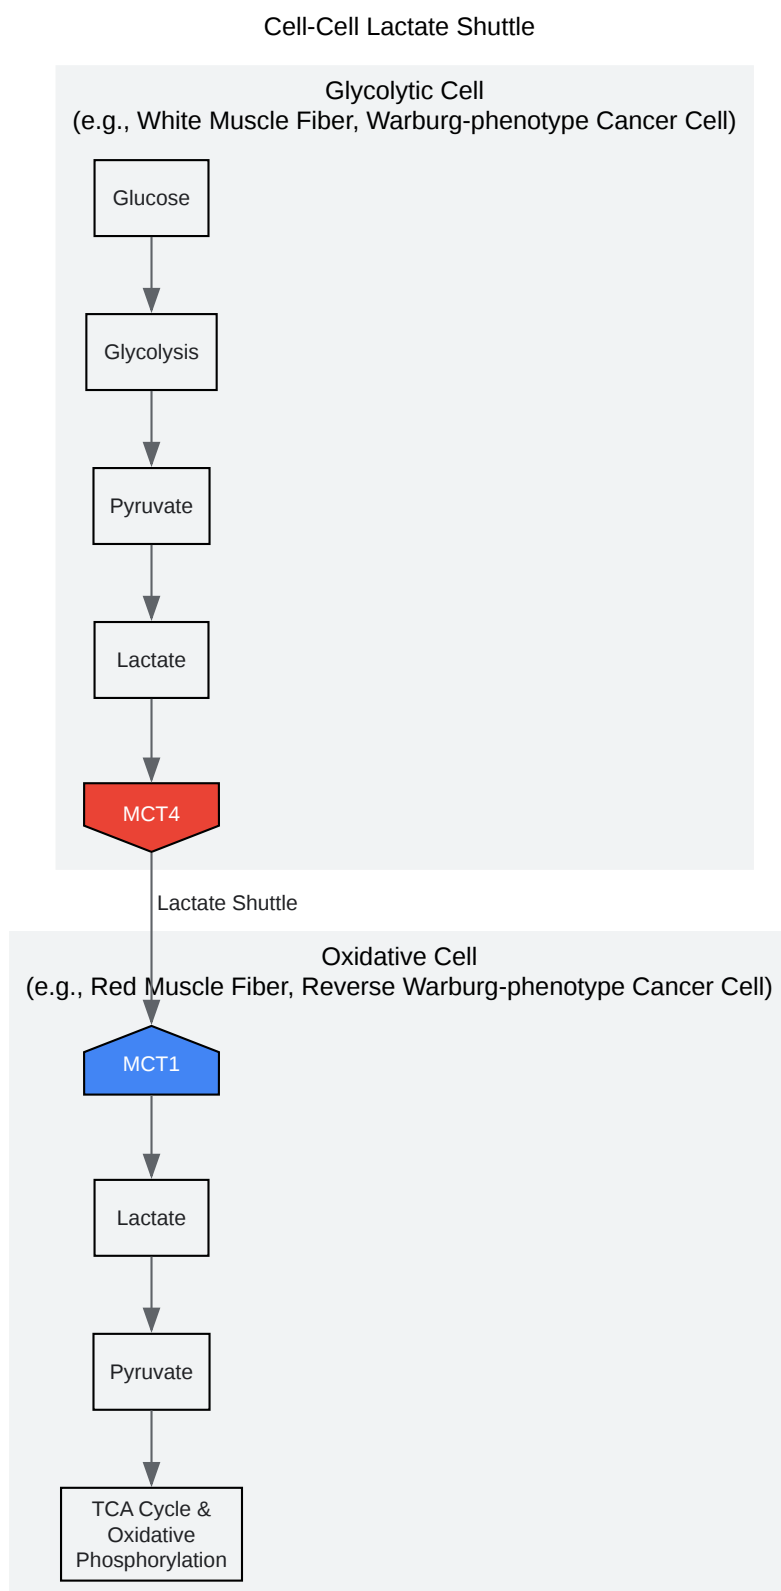 Cell-Cell Lactate Shuttle
Glycolytic Cell
(e.g., White Muscle Fiber, Warburg-phenotype Cancer Cell)
Glucose
Glycolysis
Pyruvate
Lactate
MCT4
Lactate Shuttle
Oxidative Cell
(e.g., Red Muscle Fiber, Reverse Warburg-phenotype Cancer Cell)
MCT1
Lactate
Pyruvate
TCA Cycle &
Oxidative
Phosphorylation